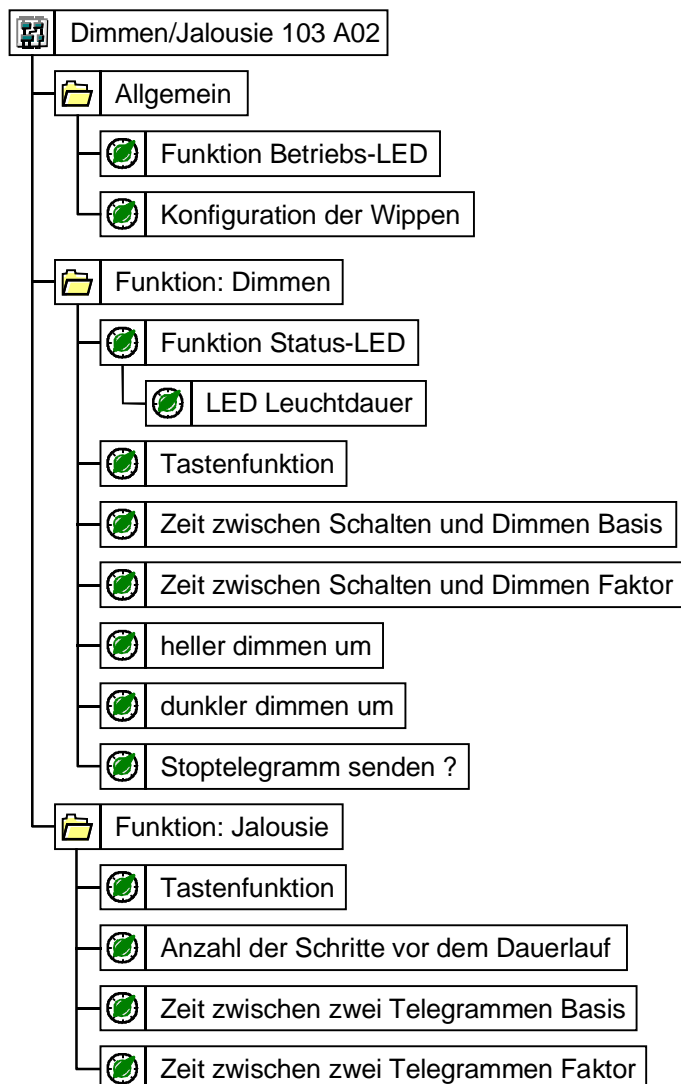 Dimmen/Jalousie 103 A02
Allgemein
Funktion Betriebs-LED
Konfiguration der Wippen
Funktion: Dimmen
Funktion Status-LED
LED Leuchtdauer
Tastenfunktion
Zeit zwischen Schalten und Dimmen Basis
Zeit zwischen Schalten und Dimmen Faktor
heller dimmen um
dunkler dimmen um
Stoptelegramm senden ?
Funktion: Jalousie
Tastenfunktion
Anzahl der Schritte vor dem Dauerlauf
Zeit zwischen zwei Telegrammen Basis
Zeit zwischen zwei Telegrammen Faktor